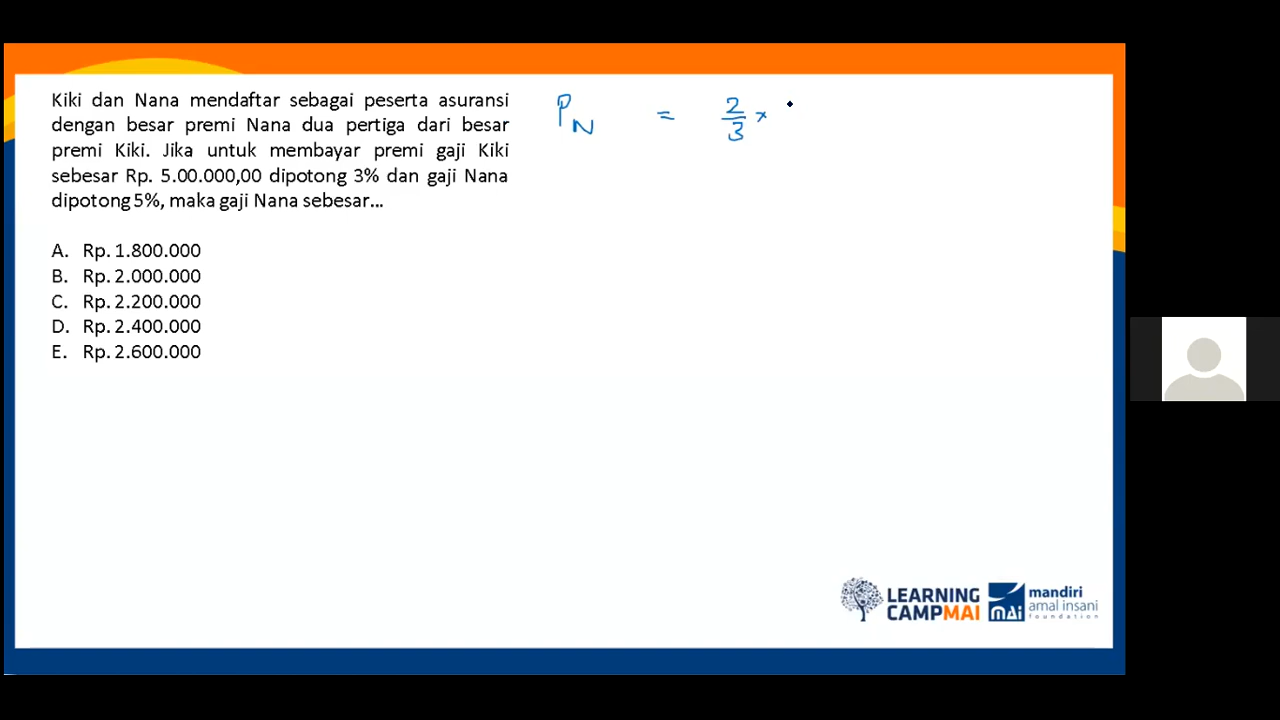 Kiki dan Nana mendaftar sebagai peserta asuransi
dengan besar premi Nana dua pertiga dari besar
premi Kiki. Jika untuk membayar premi gaji Kiki
sebesar Rp. 5.00.000,00 dipotong 3% dan gaji Nana
dipotong 5%, maka gaji Nana sebesar...
A. Rp. 1.800.000
B. Rp. 2.000.000
C. Rp. 2.200.000
D. Rp. 2.400.000
E. Rp. 2.600.000
P_N = 2/3 ×
LEARNING
CAMPMAI
MAi
mandiri
amal insani
foundation